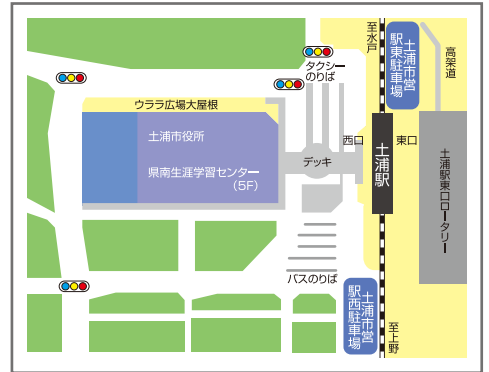 至水戸
土浦市営
駅東駐車場
高架道
タクシー
のりば
ウララ広場大屋根
土浦市役所
県南生涯学習センター
(5F)
デッキ
西口
東口
土浦駅
土浦駅東口ロータリー
バスのりば
土浦市営
駅西駐車場
至上野